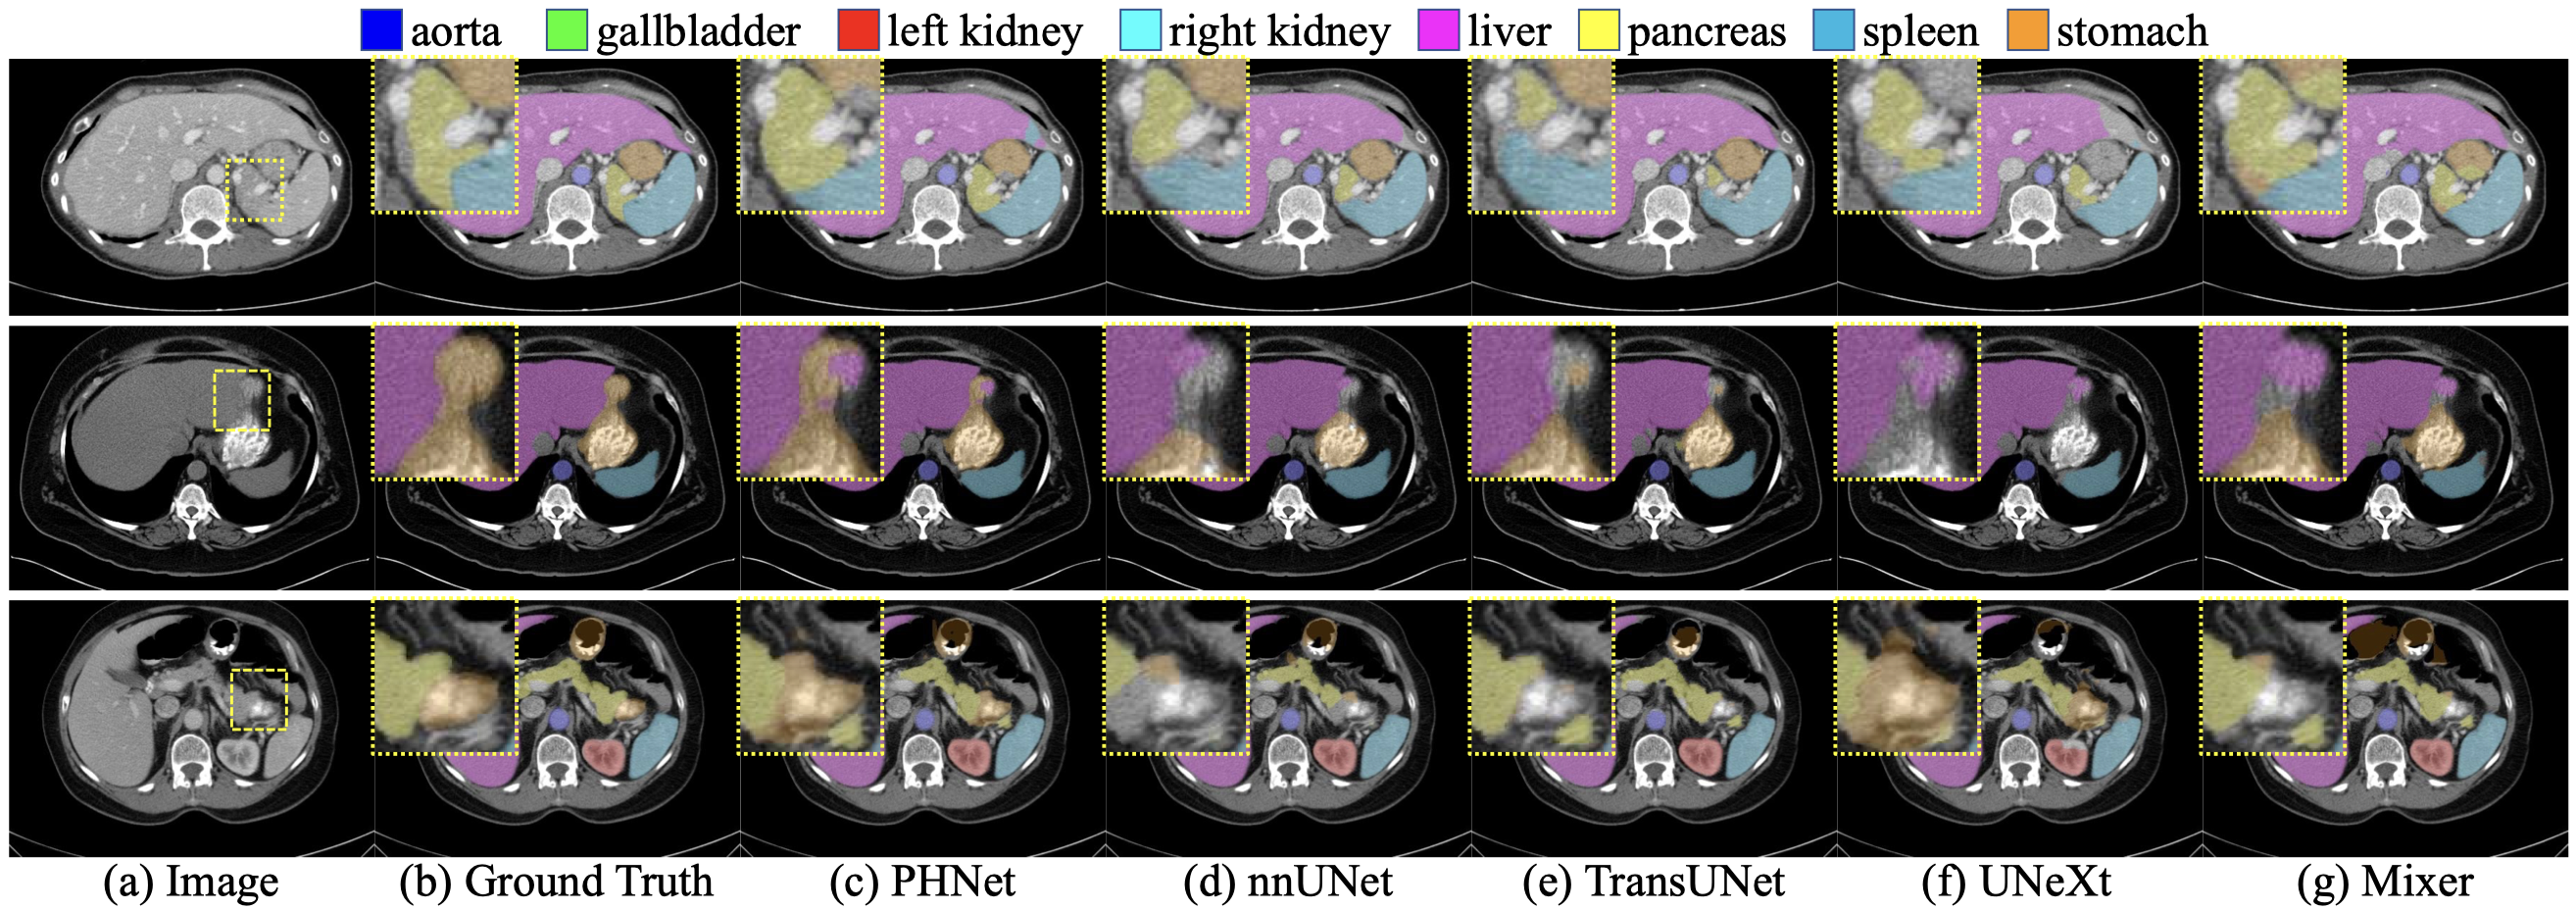 aorta gallbladder left kidney right kidney liver pancreas spleen stomach
(a) Image (b) Ground Truth (c) PHNet (d) nnUNet (e) TransUNet (f) UNeXt (g) Mixer